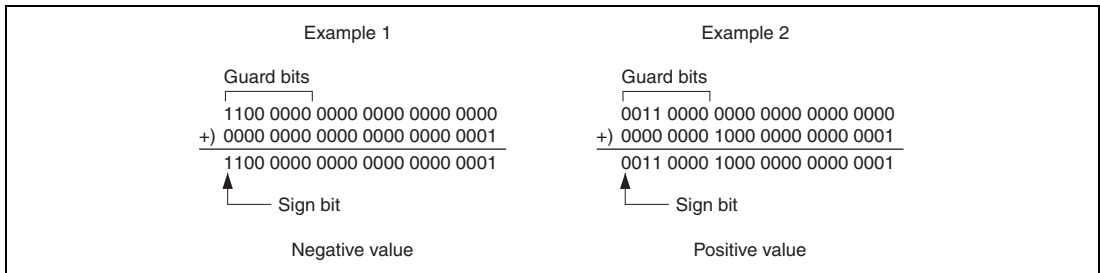 Example 1
Guard bits
1100 0000 0000 0000 0000 0000
+) 0000 0000 0000 0000 0000 0001
1100 0000 0000 0000 0000 0001
Sign bit
Negative value
Example 2
Guard bits
0011 0000 0000 0000 0000 0000
+) 0000 0000 1000 0000 0000 0001
0011 0000 1000 0000 0000 0001
Sign bit
Positive value